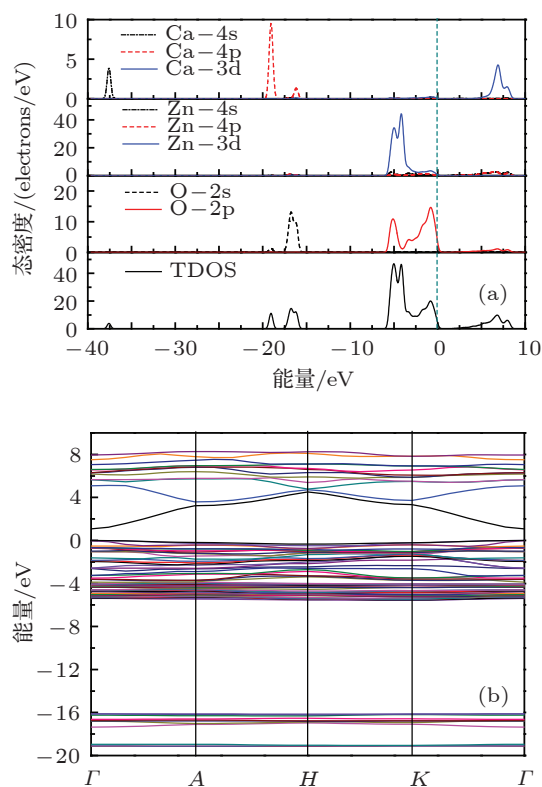 Ca−4s
Ca−4p
Ca−3d
10
5
0
Zn−4s
Zn−4p
Zn−3d
40
20
0
O−2s
O−2p
20
10
0
TDOS
(a)
40
20
0
−40
−30
−20
−10
0
10
态密度/(electrons/eV)
能量/eV
8
4
0
−4
−8
−12
−16
−20
能量/eV
(b)
Γ
A
H
K
Γ